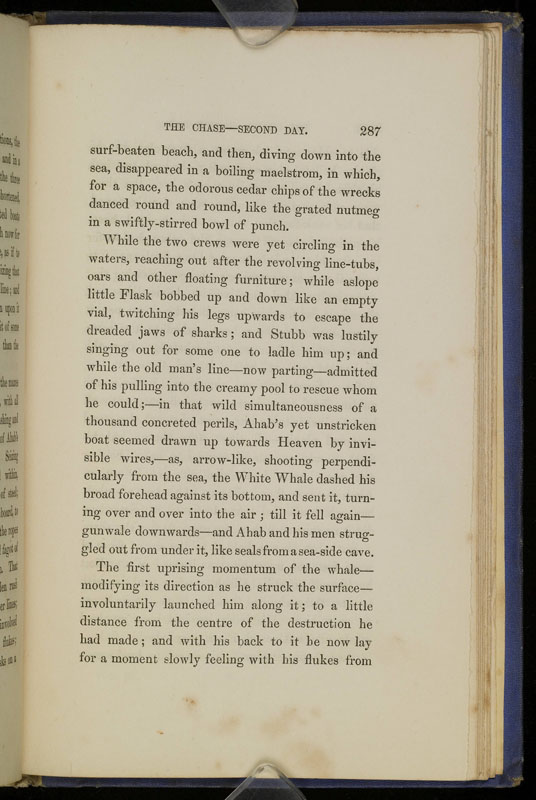 THE CHASE—SECOND DAY. 287
surf-beaten beach, and then, diving down into the
sea, disappeared in a boiling maelstrom, in which,
for a space, the odorous cedar chips of the wrecks
danced round and round, like the grated nutmeg
in a swiftly-stirred bowl of punch.
While the two crews were yet circling in the
waters, reaching out after the revolving line-tubs,
oars and other floating furniture; while aslope
little Flask bobbed up and down like an empty
vial, twitching his legs upwards to escape the
dreaded jaws of sharks; and Stubb was lustily
singing out for some one to ladle him up; and
while the old man's line—now parting—admitted
of his pulling into the creamy pool to rescue whom
he could;—in that wild simultaneousness of a
thousand concreted perils, Ahab's yet unstricken
boat seemed drawn up towards Heaven by invi-
sible wires,—as, arrow-like, shooting perpendi-
cularly from the sea, the White Whale dashed his
broad forehead against its bottom, and sent it, turn-
ing over and over into the air; till it fell again—
gunwale downwards—and Ahab and his men strug-
gled out from under it, like seals from a sea-side cave.
The first uprising momentum of the whale—
modifying its direction as he struck the surface—
involuntarily launched him along it; to a little
distance from the centre of the destruction he
had made; and with his back to it he now lay
for a moment slowly feeling with his flukes from